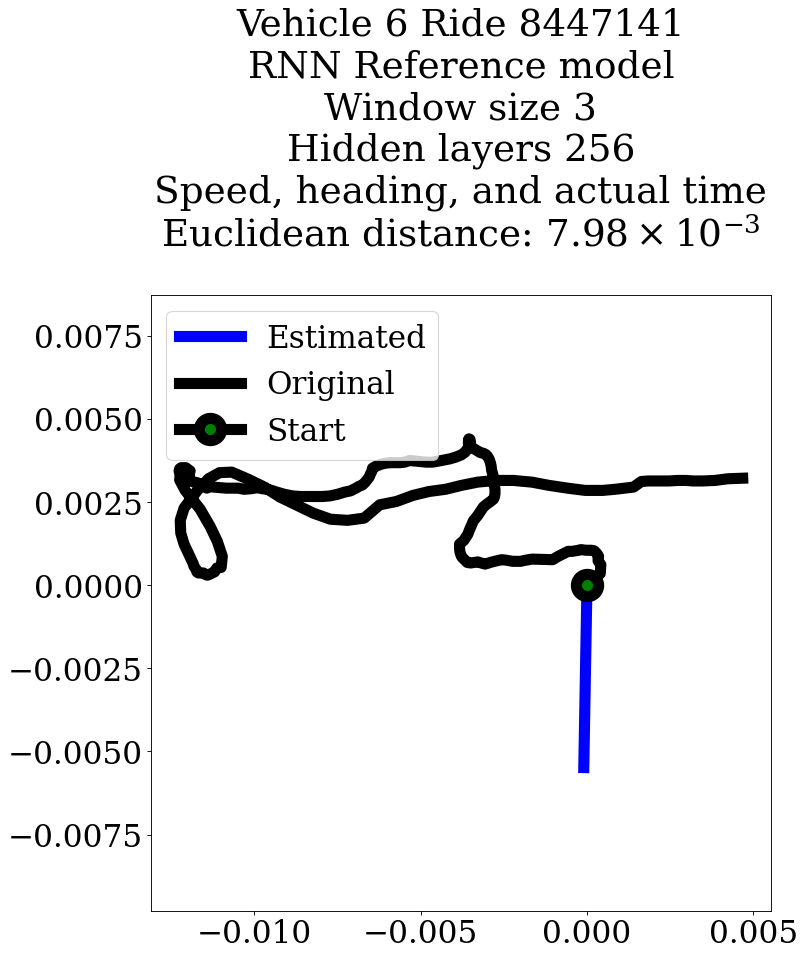 Vehicle 6 Ride 8447141
RNN Reference model
Window size 3
Hidden layers 256
Speed, heading, and actual time
Euclidean distance: 7.98 × 10⁻³
Estimated
Original
Start
0.0075
0.0050
0.0025
0.0000
−0.0025
−0.0050
−0.0075
−0.010 −0.005 0.000 0.005